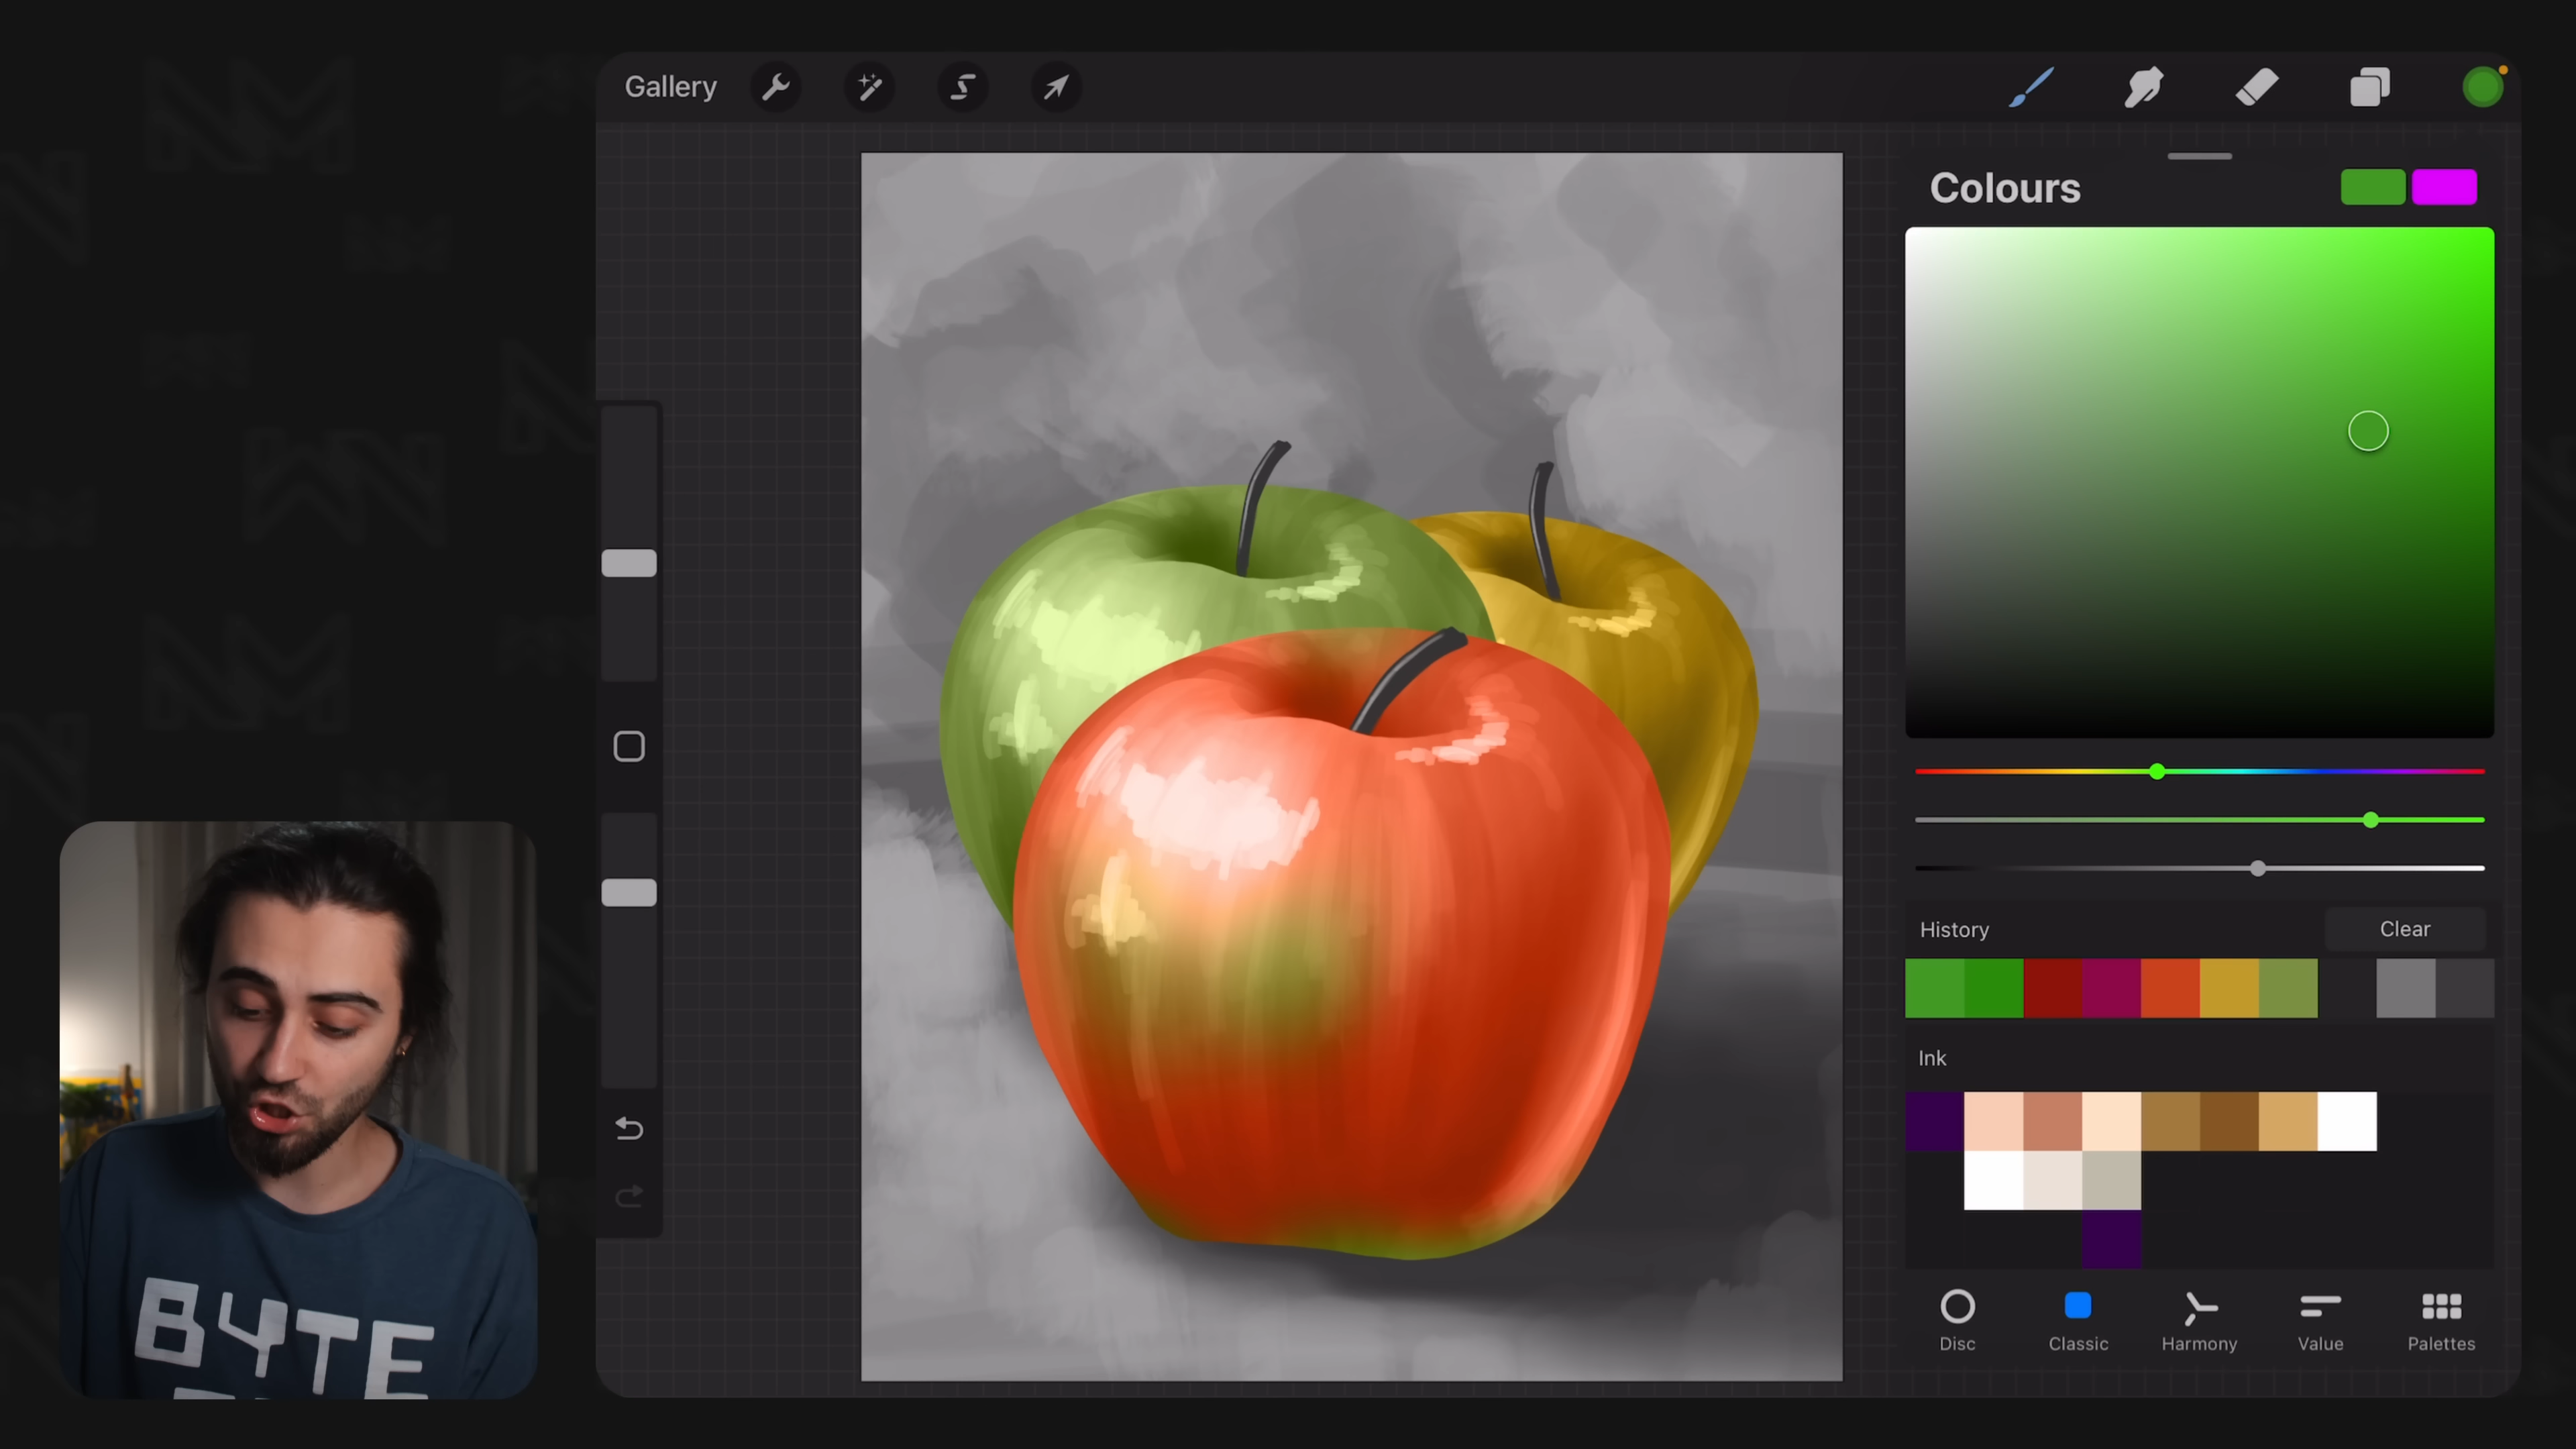 Gallery
Colours
History
Clear
Ink
Disc
Classic
Harmony
Value
Palettes
BYTE